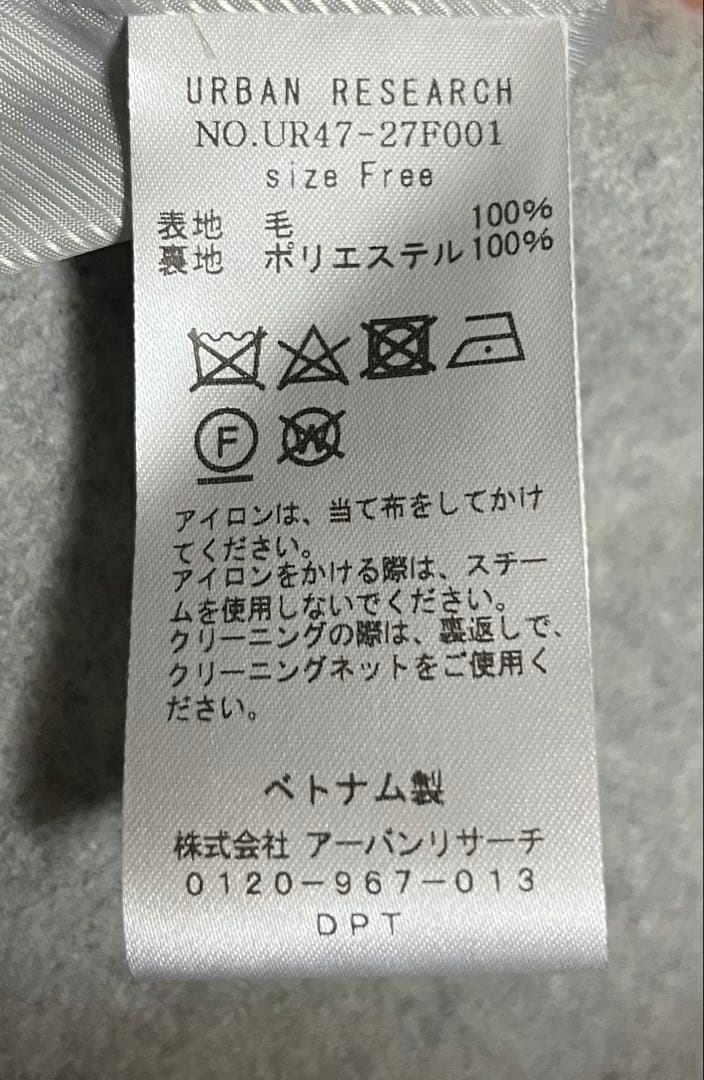 URBAN RESEARCH
NO.UR47-27F001
size Free
表地 毛 100%
裏地 ポリエステル 100%
F
W
アイロンは、当て布をしてかけ
てください。
アイロンをかける際は、スチー
ムを使用しないでください。
クリーニングの際は、裏返しで、
クリーニングネットをご使用く
ださい。
ベトナム製
株式会社 アーバンリサーチ
0120-967-013
DPT